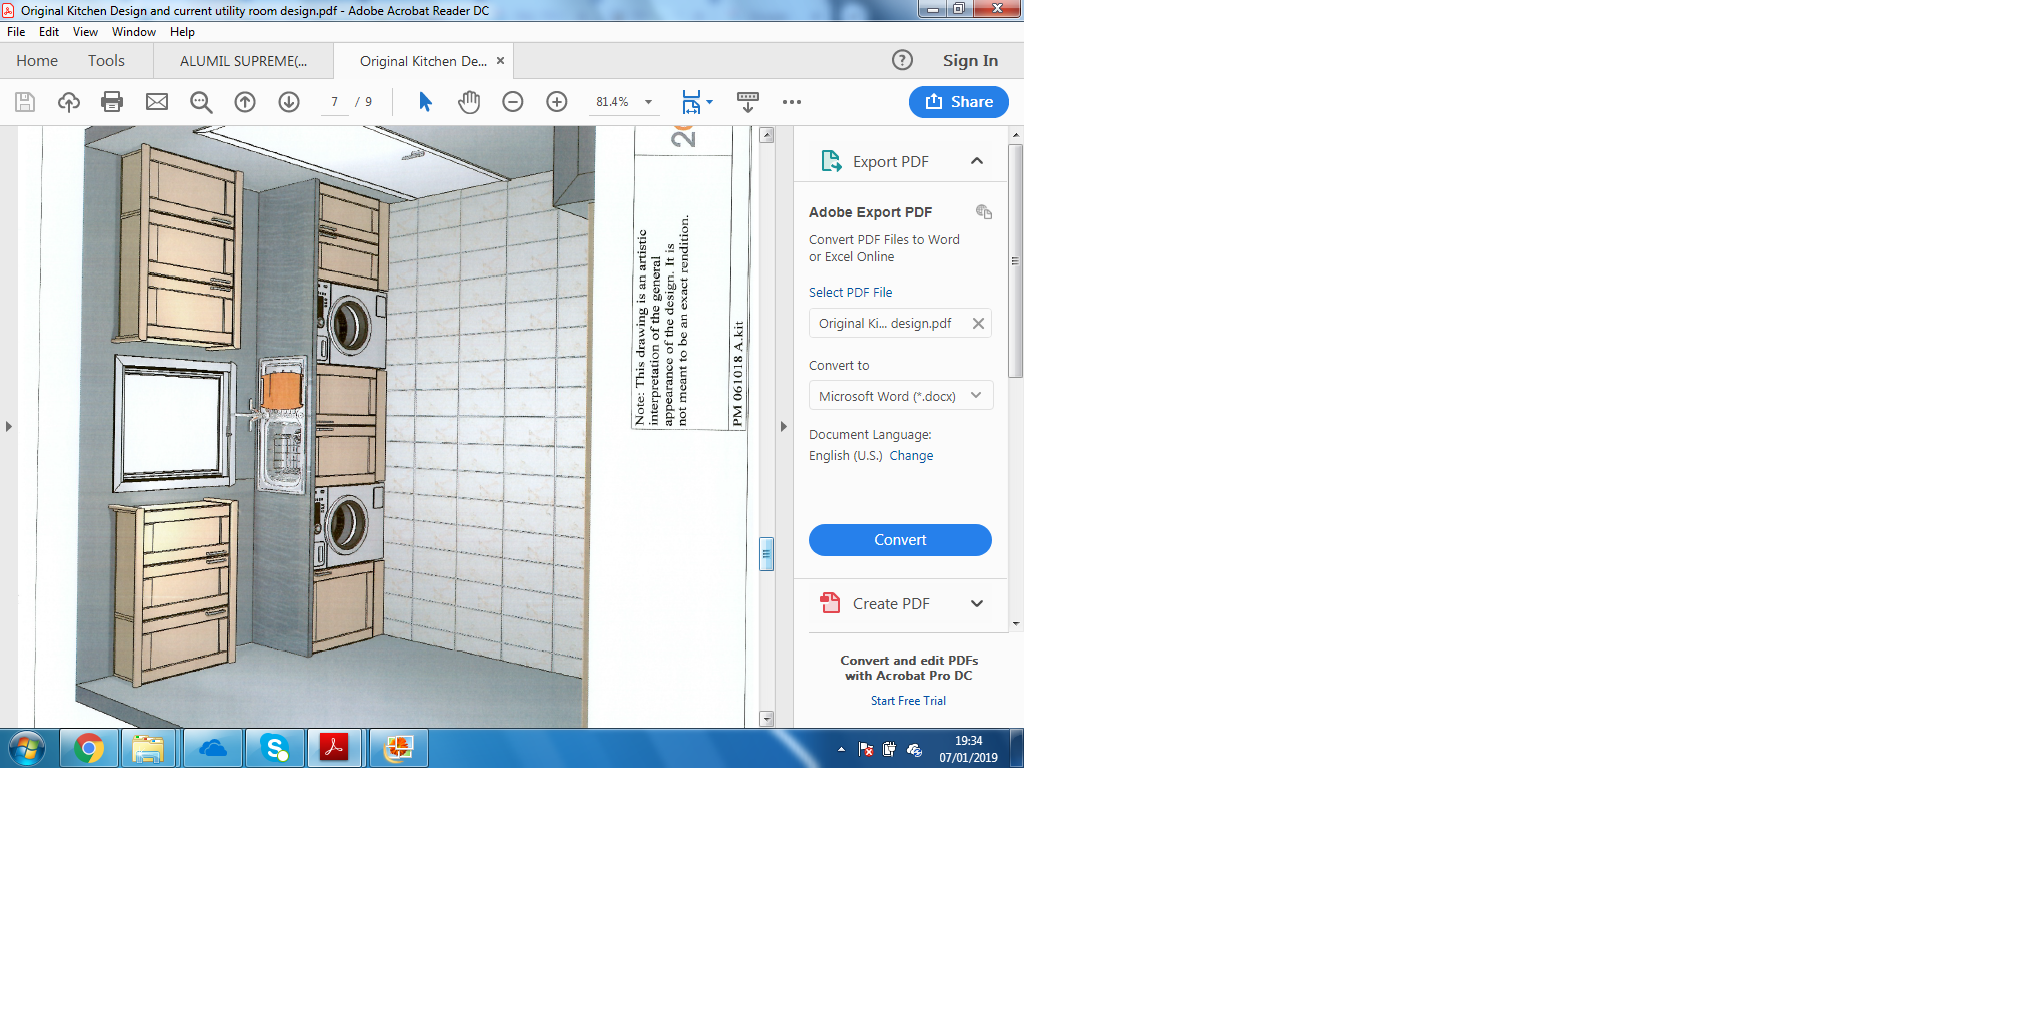 Original Kitchen Design and current utility room design.pdf - Adobe Acrobat Reader DC
File Edit View Window Help
Home Tools ALUMIL SUPREME(... Original Kitchen De... × Sign In
7 / 9 81.4% Share
Note: This drawing is an artistic
interpretation of the general
appearance of the design. It is
not meant to be an exact rendition.
PM 061018 A.kit
2
Export PDF
Adobe Export PDF
Convert PDF Files to Word
or Excel Online
Select PDF File
Original Ki... design.pdf
Convert to
Microsoft Word (*.docx)
Document Language:
English (U.S.) Change
Convert
Create PDF
Convert and edit PDFs
with Acrobat Pro DC
Start Free Trial
19:34
07/01/2019